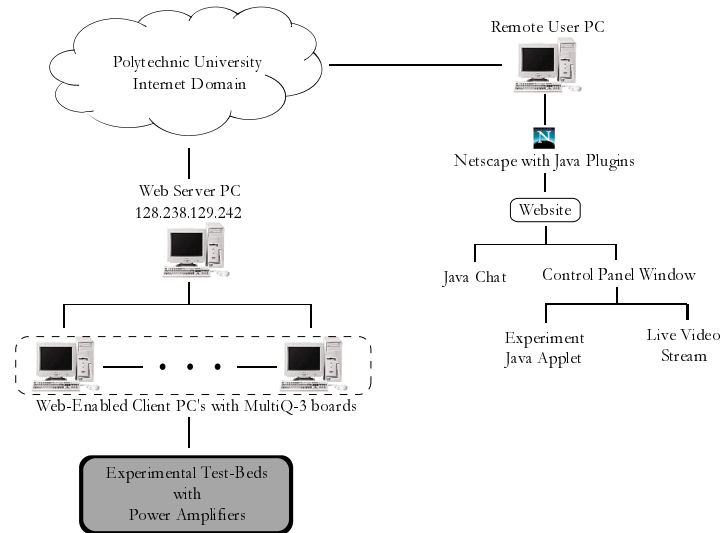 Polytechnic University
Internet Domain
Remote User PC
N
Netscape with Java Plugins
Website
Java Chat
Control Panel Window
Experiment
Java Applet
Live Video
Stream
Web Server PC
128.238.129.242
Web-Enabled Client PC's with MultiQ-3 boards
Experimental Test-Beds
with
Power Amplifiers